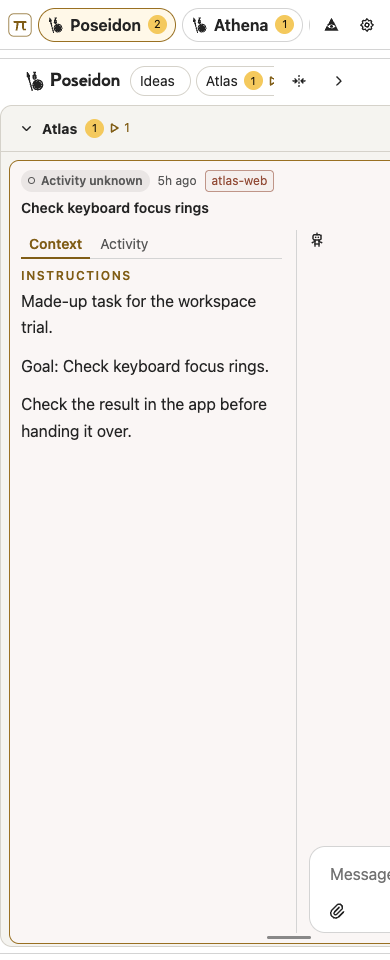 π Poseidon 2 Athena 1
Poseidon Ideas Atlas 1
Atlas 1 1
Activity unknown 5h ago atlas-web
Check keyboard focus rings
Context Activity
INSTRUCTIONS
Made-up task for the workspace
trial.
Goal: Check keyboard focus rings.
Check the result in the app before
handing it over.
Message